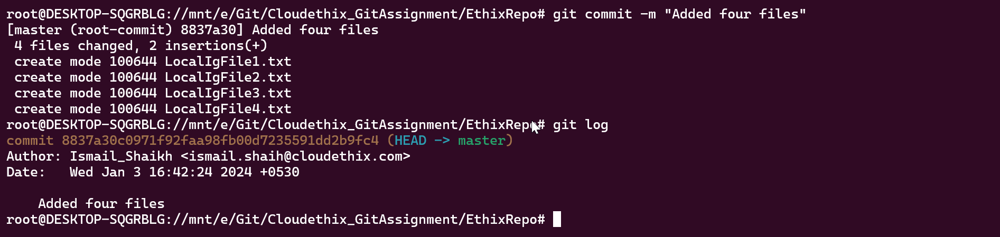 root@DESKTOP-SQGRBLG://mnt/e/Git/Cloudethix_GitAssignment/EthixRepo# git commit -m "Added four files"
[master (root-commit) 8837a30] Added four files
 4 files changed, 2 insertions(+)
 create mode 100644 LocalIgFile1.txt
 create mode 100644 LocalIgFile2.txt
 create mode 100644 LocalIgFile3.txt
 create mode 100644 LocalIgFile4.txt
root@DESKTOP-SQGRBLG://mnt/e/Git/Cloudethix_GitAssignment/EthixRepo# git log
commit 8837a30c0971f92faa98fb00d7235591dd2b9fc4 (HEAD -> master)
Author: Ismail_Shaikh <ismail.shaih@cloudethix.com>
Date:   Wed Jan 3 16:42:24 2024 +0530

    Added four files
root@DESKTOP-SQGRBLG://mnt/e/Git/Cloudethix_GitAssignment/EthixRepo#